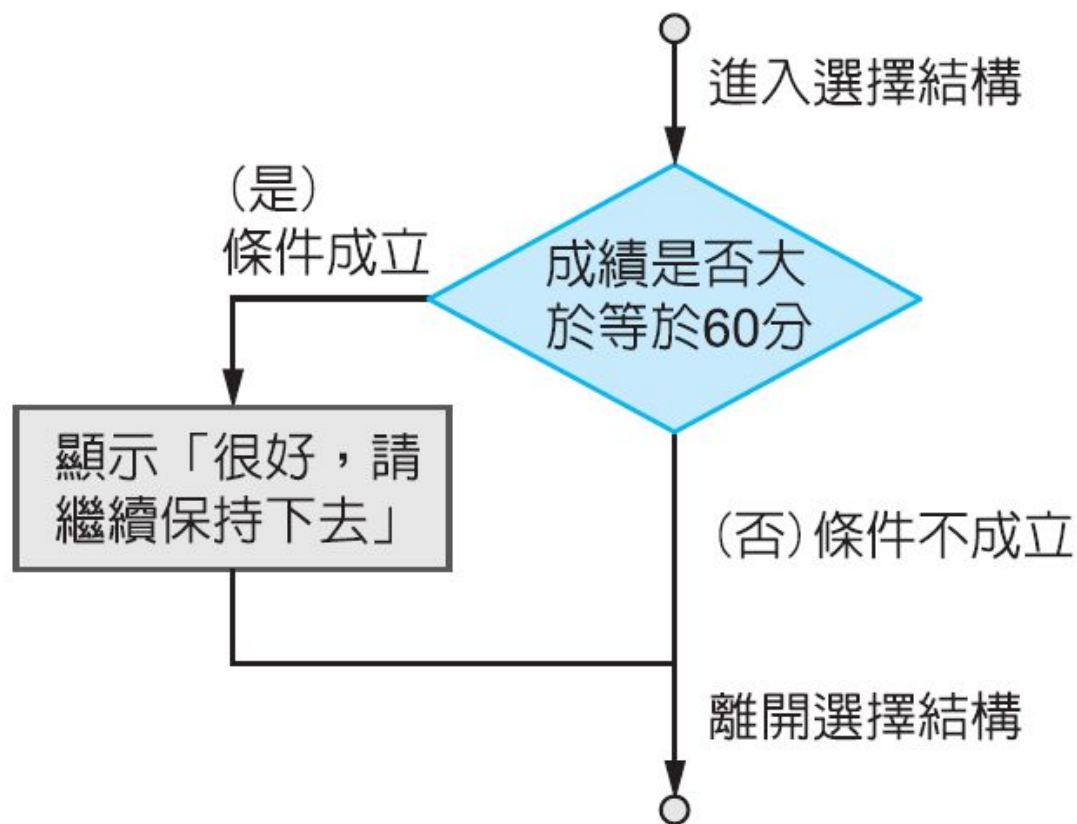 進入選擇結構
(是)
條件成立
成績是否大
於等於60分
顯示「很好，請
繼續保持下去」
(否)條件不成立
離開選擇結構